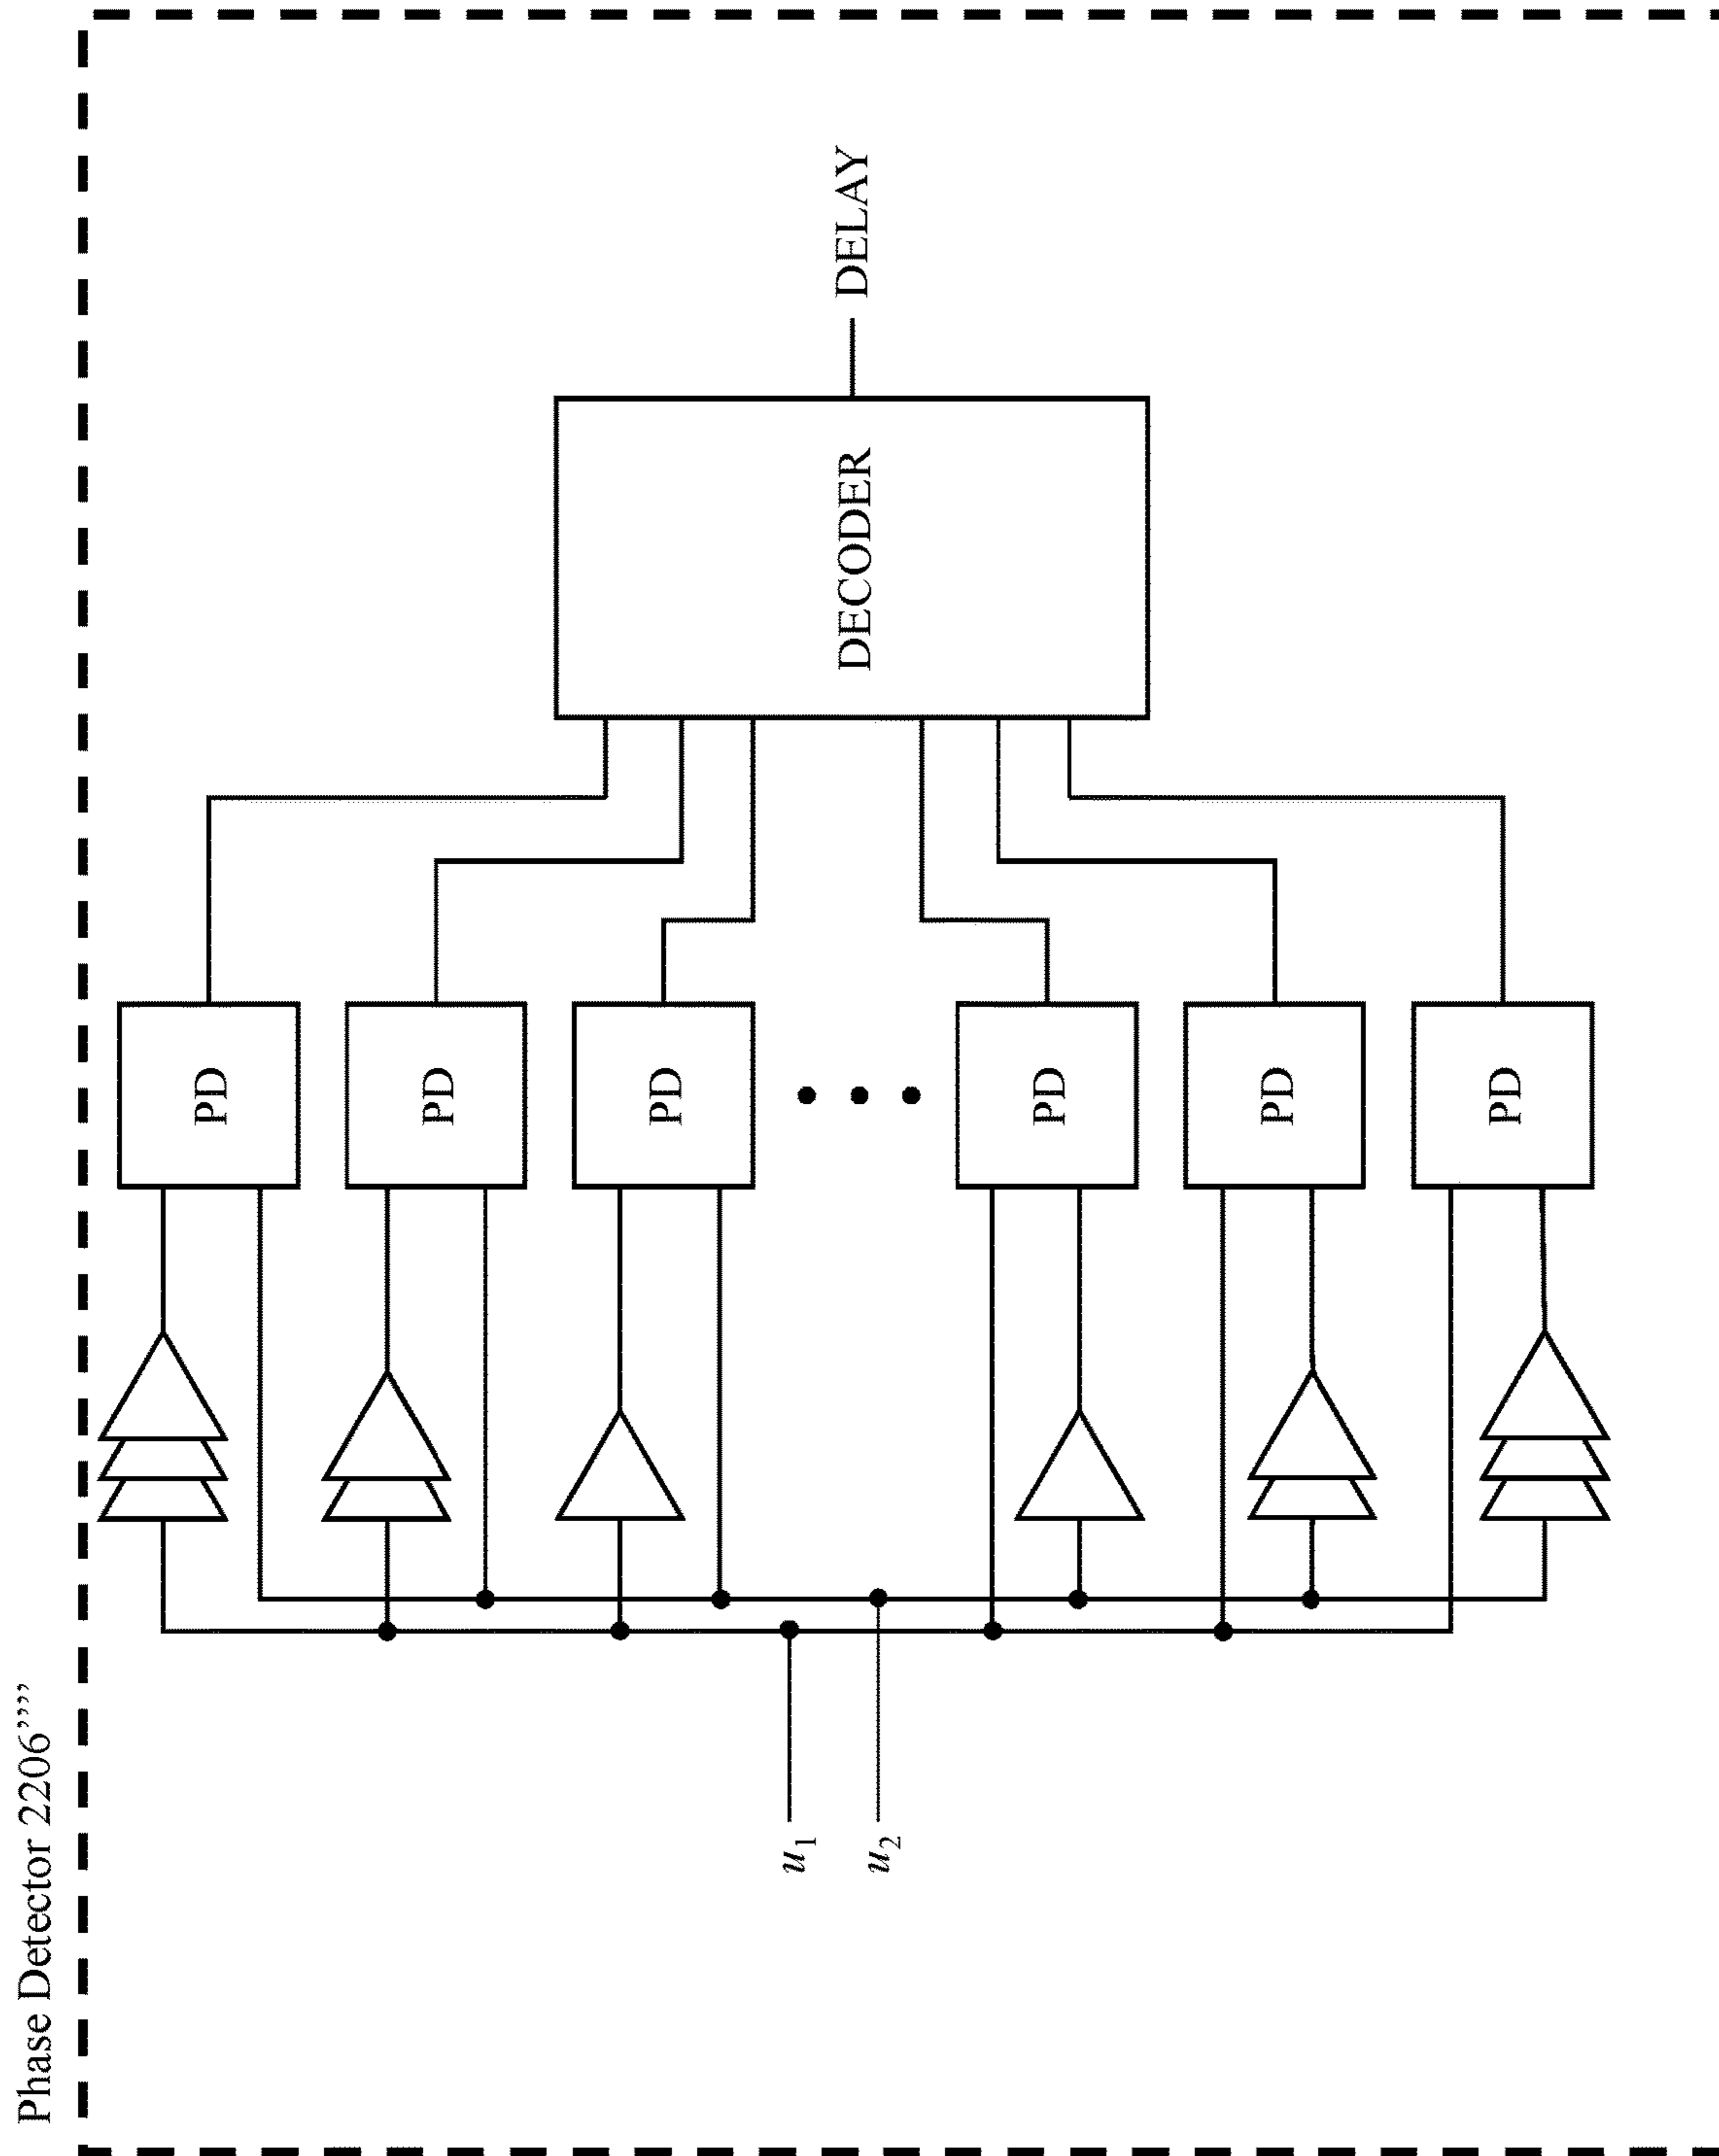 Phase Detector 2206””
u1
u2
PD
PD
PD
PD
PD
PD
DECODER
DELAY